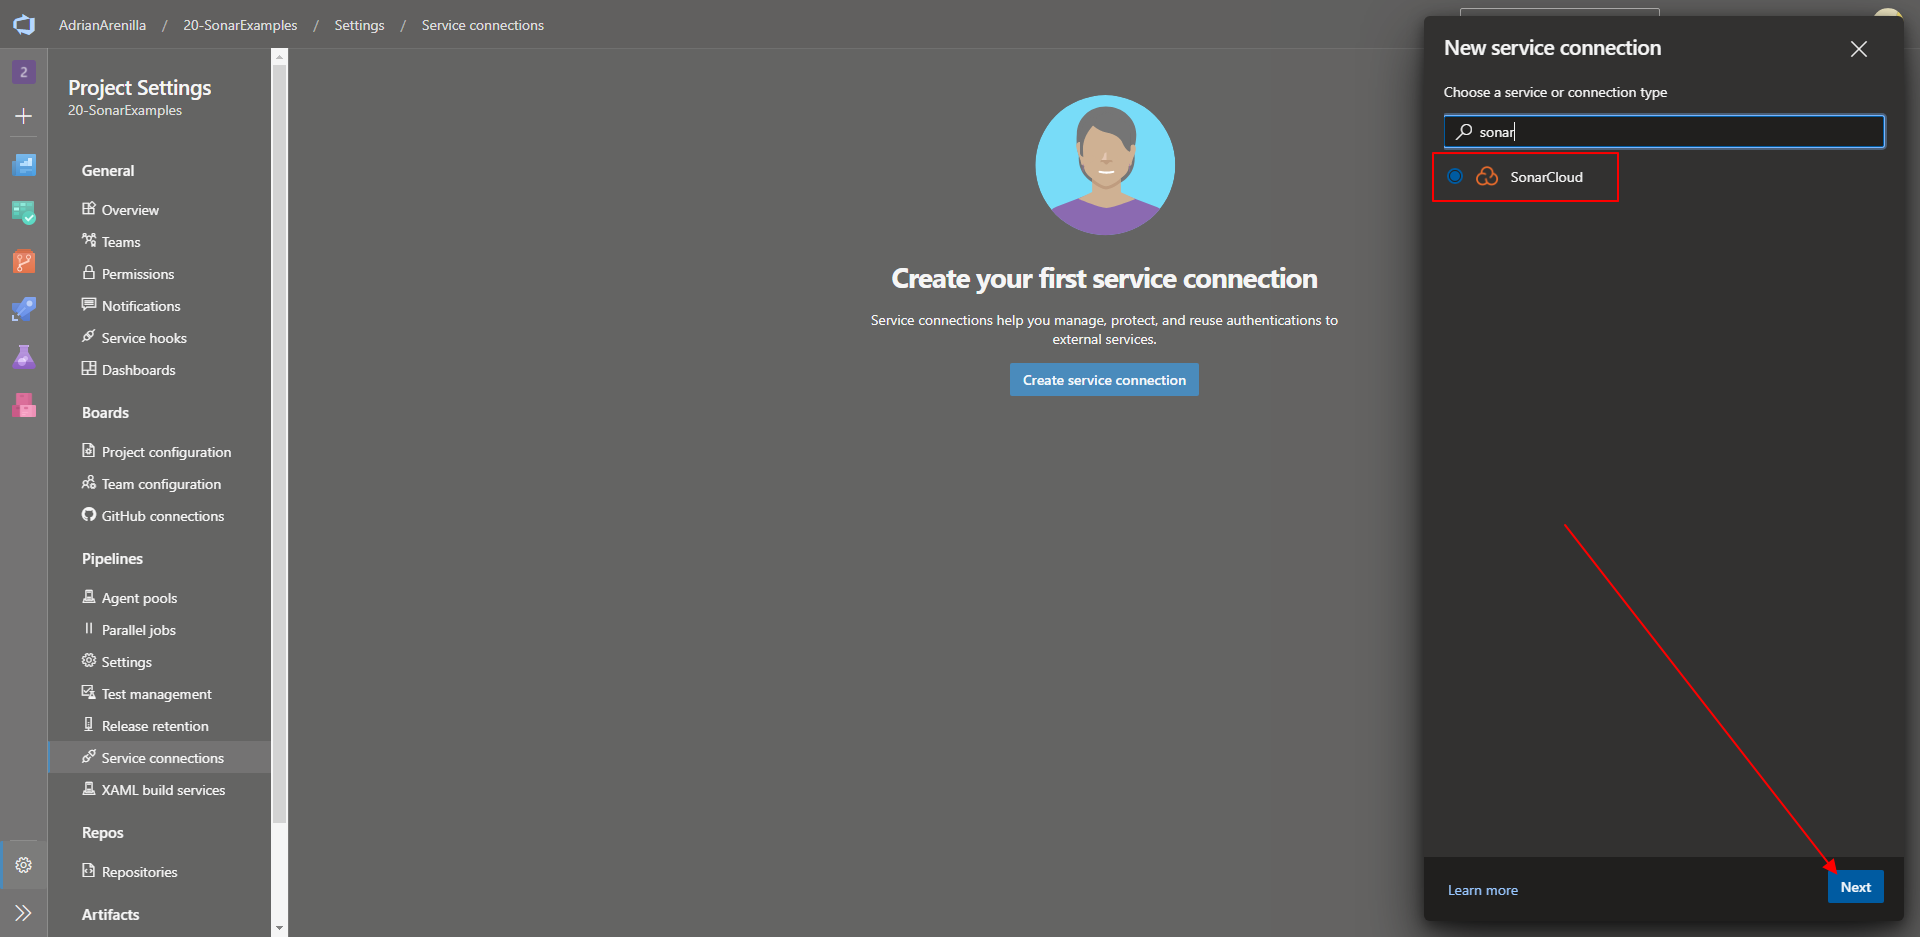 AdrianArenilla / 20-SonarExamples / Settings / Service connections
2
Project Settings
20-SonarExamples
General
Overview
Teams
Permissions
Notifications
Service hooks
Dashboards
Boards
Project configuration
Team configuration
GitHub connections
Pipelines
Agent pools
Parallel jobs
Settings
Test management
Release retention
Service connections
XAML build services
Repos
Repositories
Artifacts
Create your first service connection
Service connections help you manage, protect, and reuse authentications to
external services.
Create service connection
New service connection
Choose a service or connection type
sonar
SonarCloud
Learn more
Next